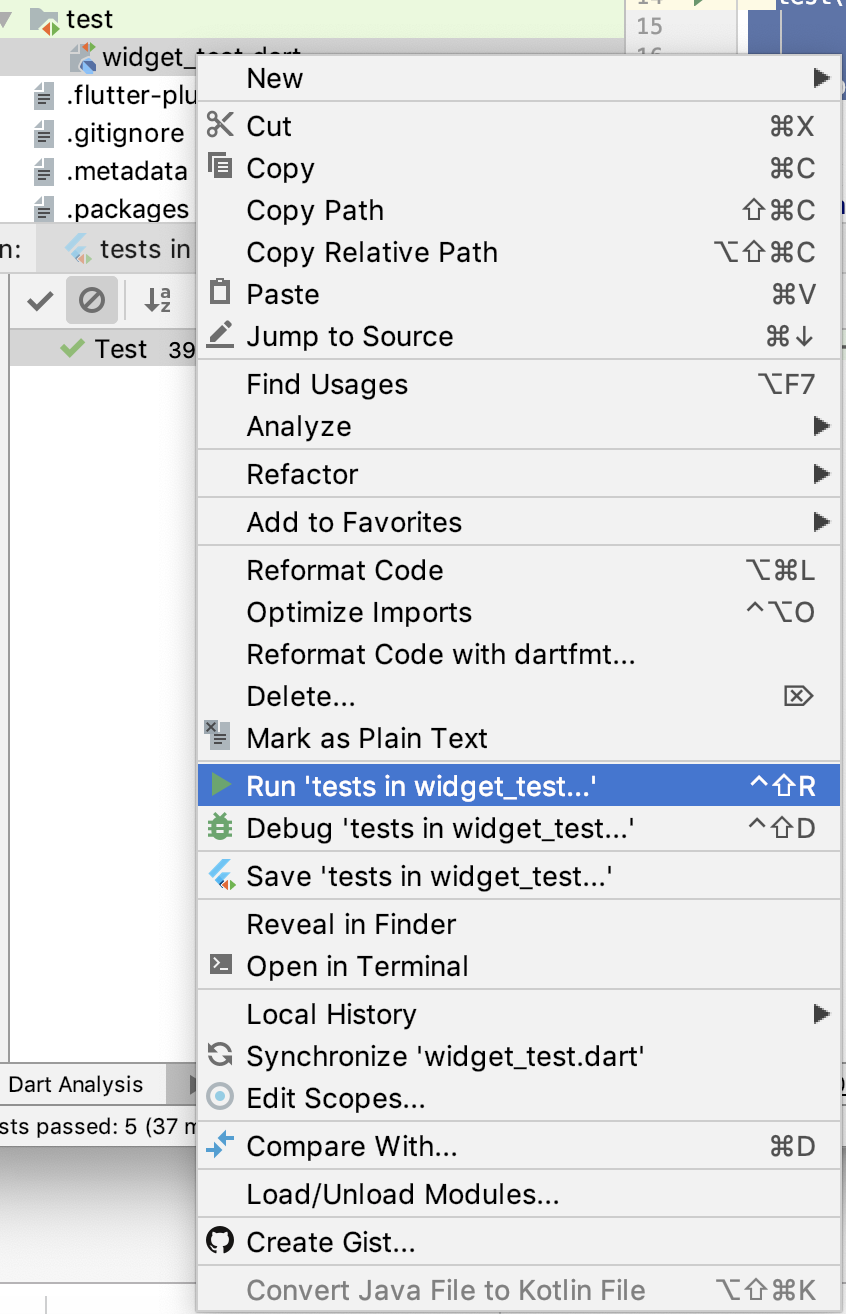 test
15
.flutter-plu
.gitignore
.metadata
.packages
n:
tests in
Test 39
New
Cut ⌘X
Copy ⌘C
Copy Path ⇧⌘C
Copy Relative Path ⌥⇧⌘C
Paste ⌘V
Jump to Source ⌘↓
Find Usages ⌥F7
Analyze
Refactor
Add to Favorites
Reformat Code ⌥⌘L
Optimize Imports ^⌥O
Reformat Code with dartfmt...
Delete... ⌦
Mark as Plain Text
Run 'tests in widget_test...' ^⇧R
Debug 'tests in widget_test...' ^⇧D
Save 'tests in widget_test...'
Reveal in Finder
Open in Terminal
Local History
Synchronize 'widget_test.dart'
Edit Scopes...
Compare With... ⌘D
Load/Unload Modules...
Create Gist...
Convert Java File to Kotlin File ⌥⇧⌘K
Dart Analysis
sts passed: 5 (37 m